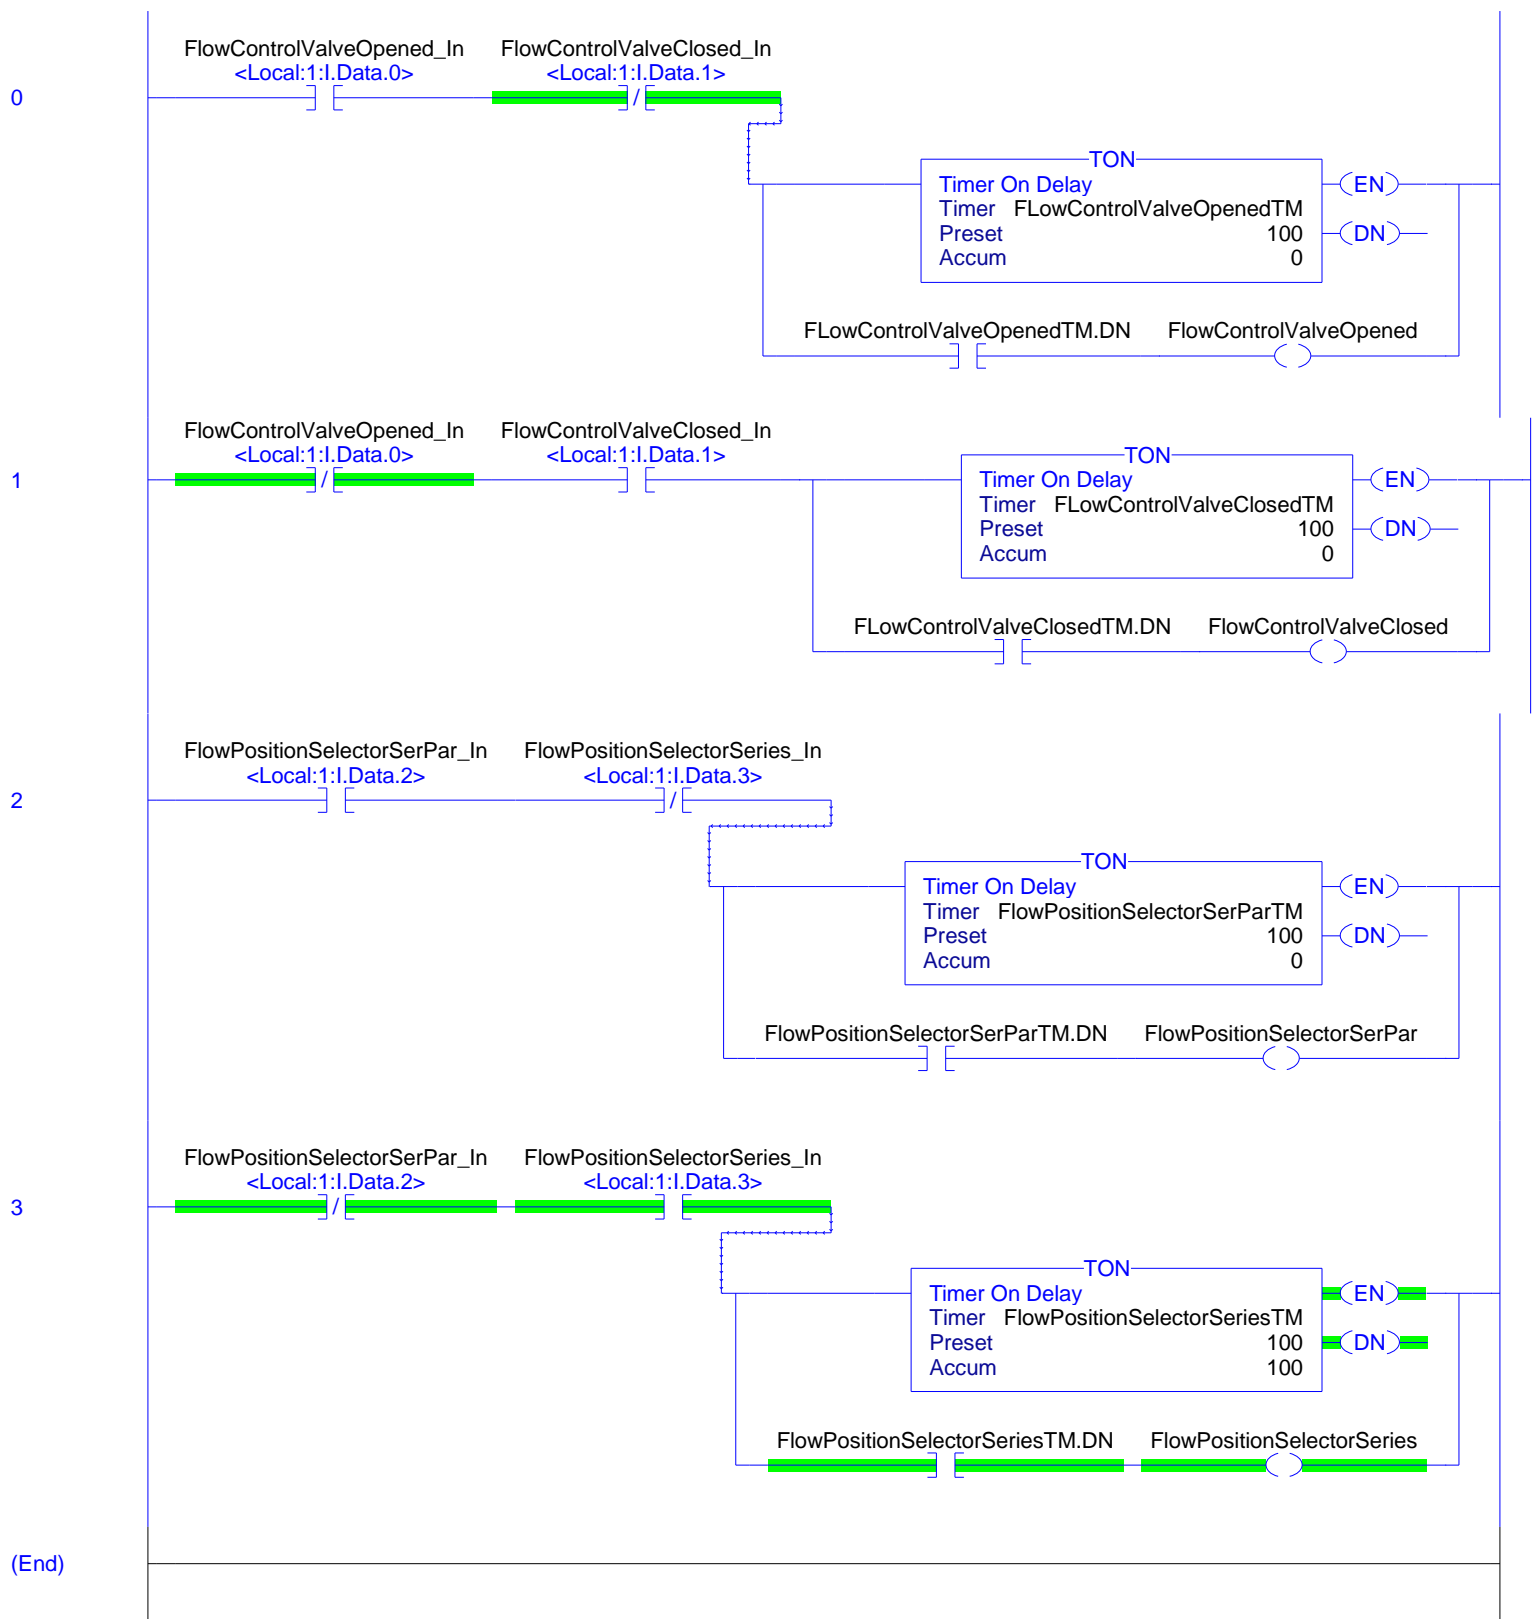 FlowControlValveOpened_In FlowControlValveClosed_In
<Local:1:I.Data.0> <Local:1:I.Data.1>
0
/
TON
Timer On Delay
EN
Timer FLowControlValveOpenedTM
Preset 100
DN
Accum 0
FLowControlValveOpenedTM.DN FlowControlValveOpened
FlowControlValveOpened_In FlowControlValveClosed_In
<Local:1:I.Data.0> <Local:1:I.Data.1>
1
/
TON
Timer On Delay
EN
Timer FLowControlValveClosedTM
Preset 100
DN
Accum 0
FLowControlValveClosedTM.DN FlowControlValveClosed
FlowPositionSelectorSerPar_In FlowPositionSelectorSeries_In
<Local:1:I.Data.2> <Local:1:I.Data.3>
2
/
TON
Timer On Delay
EN
Timer FlowPositionSelectorSerParTM
Preset 100
DN
Accum 0
FlowPositionSelectorSerParTM.DN FlowPositionSelectorSerPar
FlowPositionSelectorSerPar_In FlowPositionSelectorSeries_In
<Local:1:I.Data.2> <Local:1:I.Data.3>
3
/
TON
Timer On Delay
EN
Timer FlowPositionSelectorSeriesTM
Preset 100
DN
Accum 100
FlowPositionSelectorSeriesTM.DN FlowPositionSelectorSeries
(End)